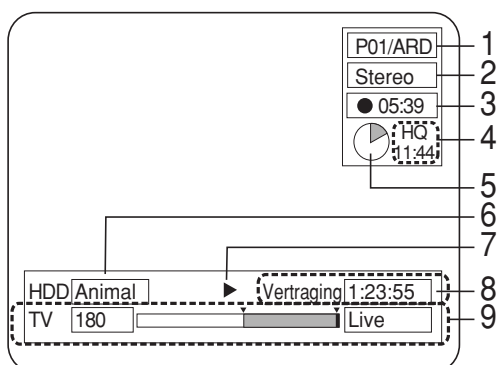 P01/ARD 1
Stereo 2
● 05:39 3
HQ 4
11:44
5
6
7
HDD Animal ► Vertraging 1:23:55 8
TV 180 Live 9